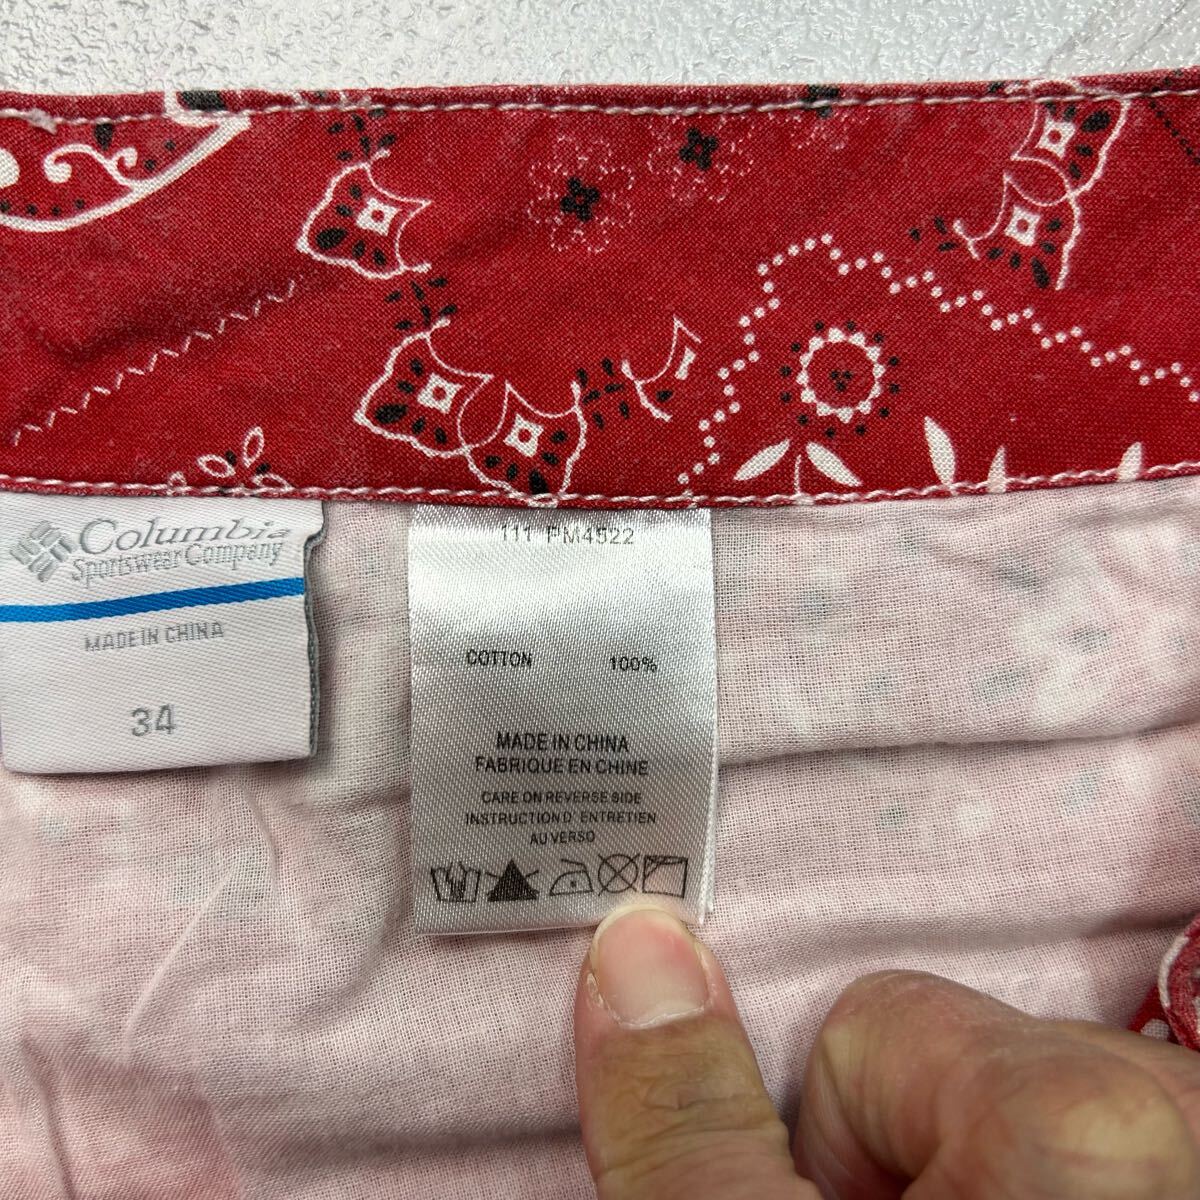 Columbia
Sportswear Company
MADE IN CHINA
34
111 PM4522
COTTON 100%
MADE IN CHINA
FABRIQUE EN CHINE
CARE ON REVERSE SIDE
INSTRUCTION D' ENTRETIEN
AU VERSO